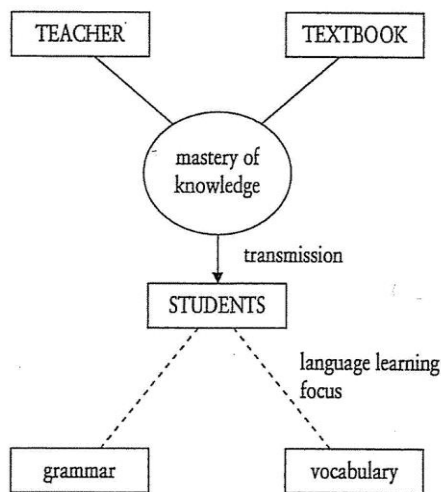 TEACHER
TEXTBOOK
mastery of
knowledge
transmission
STUDENTS
language learning
focus
grammar
vocabulary